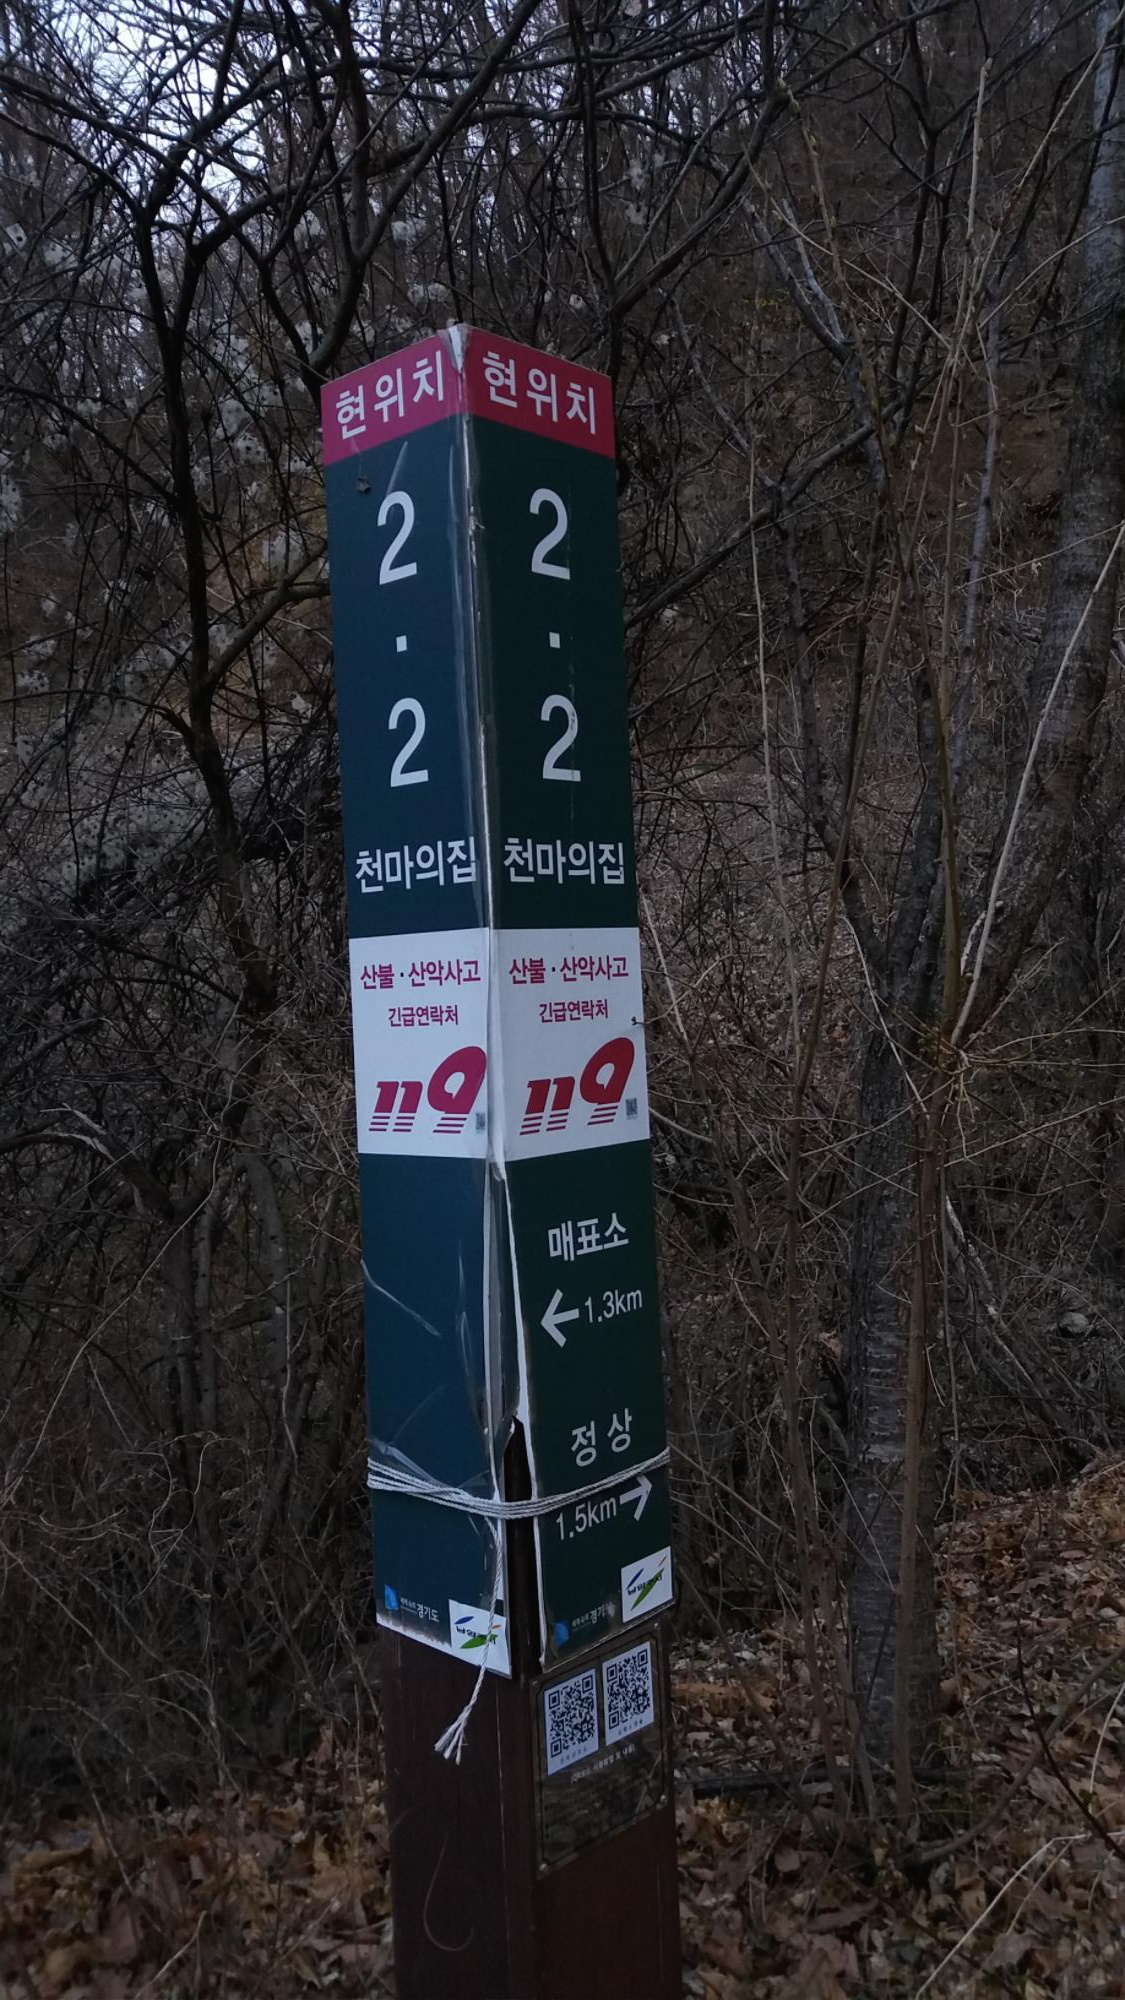 현위치
2
·
2
천마의집
산불·산악사고
긴급연락처
119
경기도
현위치
2
·
2
천마의집
산불·산악사고
긴급연락처
119
매표소
←1.3km
정상
1.5km→
경기도